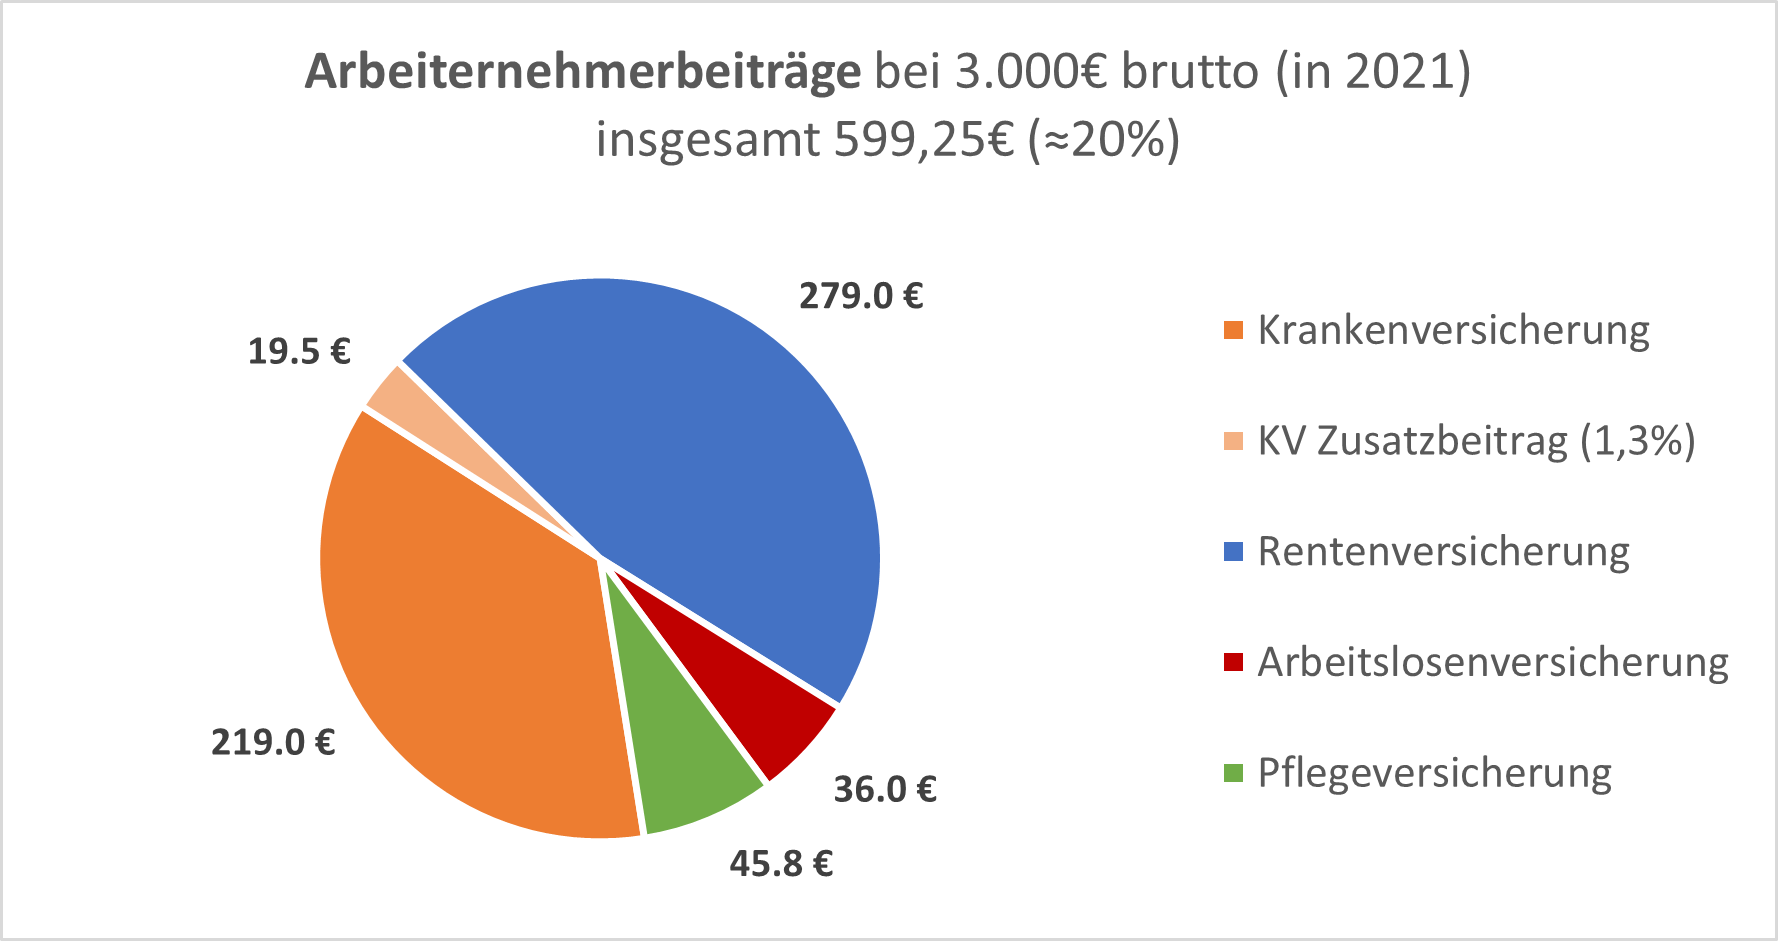 Arbeiternehmerbeiträge bei 3.000€ brutto (in 2021)
insgesamt 599,25€ (≈20%)
279.0 €
19.5 €
219.0 €
36.0 €
45.8 €
Krankenversicherung
KV Zusatzbeitrag (1,3%)
Rentenversicherung
Arbeitslosenversicherung
Pflegeversicherung